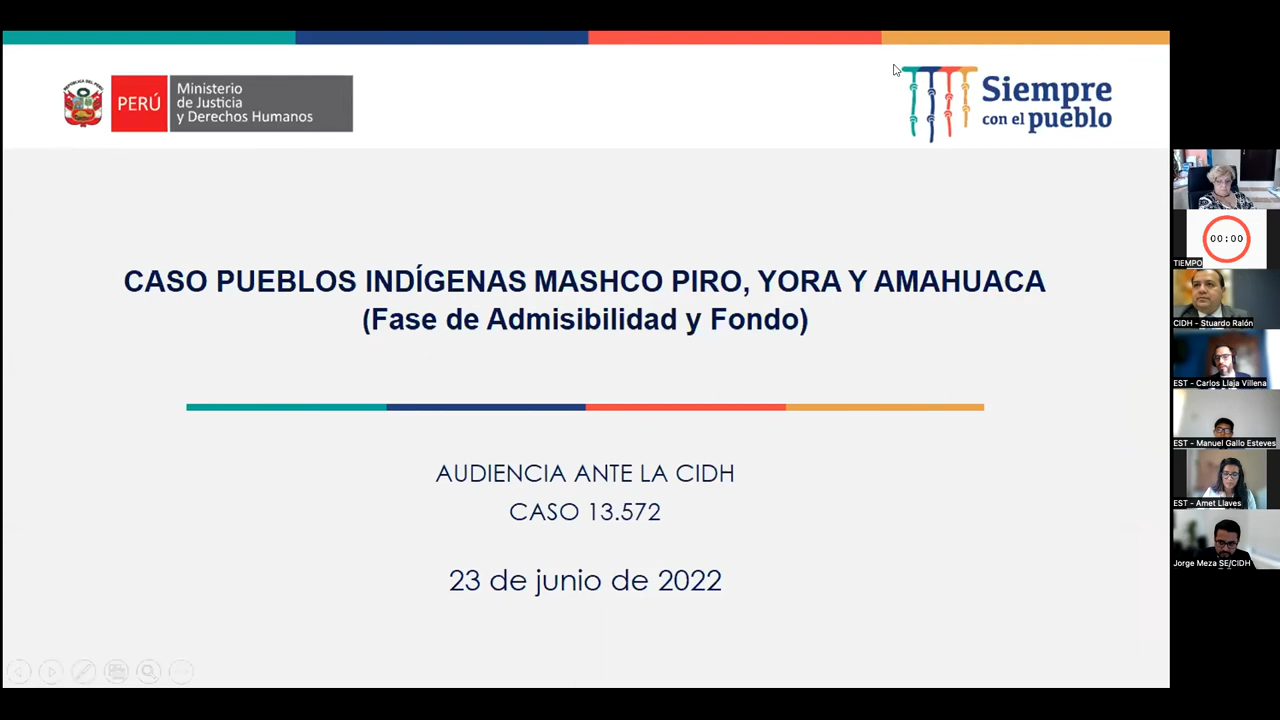 PERÚ
Ministerio
de Justicia
y Derechos Humanos
Siempre
con el pueblo
CASO PUEBLOS INDÍGENAS MASHCO PIRO, YORA Y AMAHUACA
(Fase de Admisibilidad y Fondo)
AUDIENCIA ANTE LA CIDH
CASO 13.572
23 de junio de 2022
00:00
TIEMPO
CIDH - Stuardo Ralón
EST - Carlos Llaja Villena
EST - Manuel Gallo Esteves
EST - Amet Llaves
Jorge Meza SE/CIDH